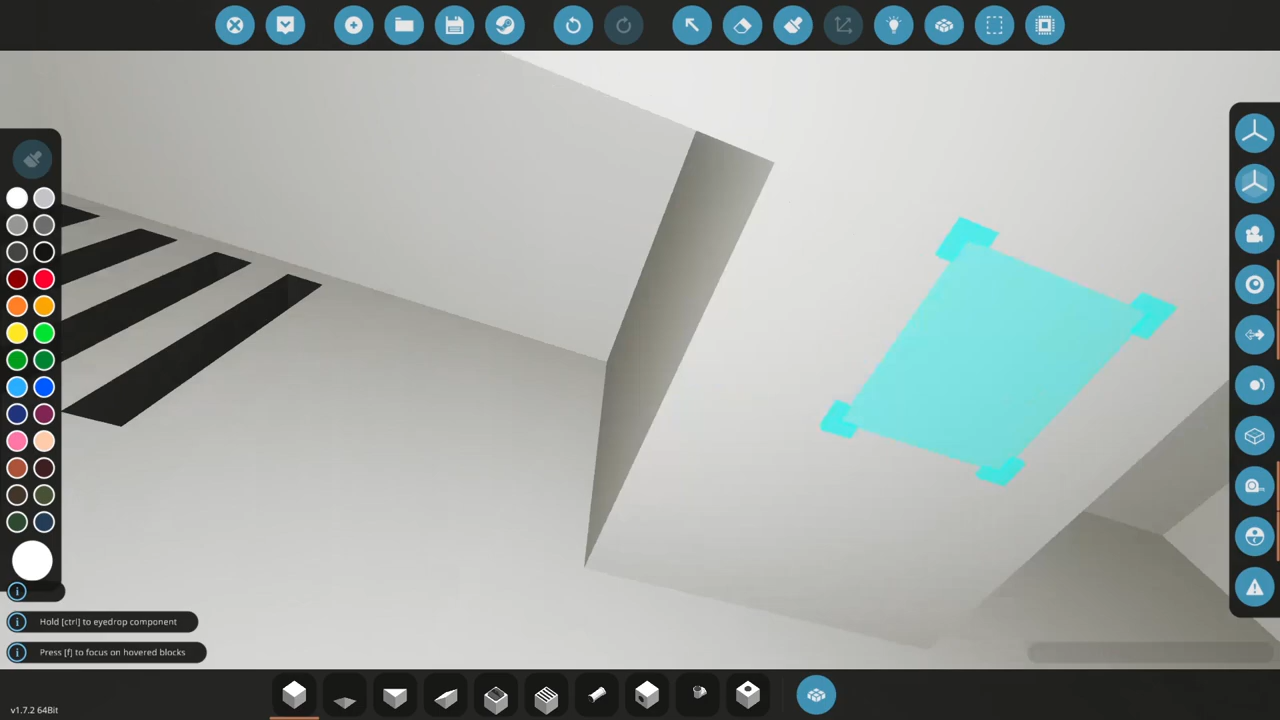 Hold [ctrl] to eyedrop component
Press [f] to focus on hovered blocks
v1.7.2 64Bit